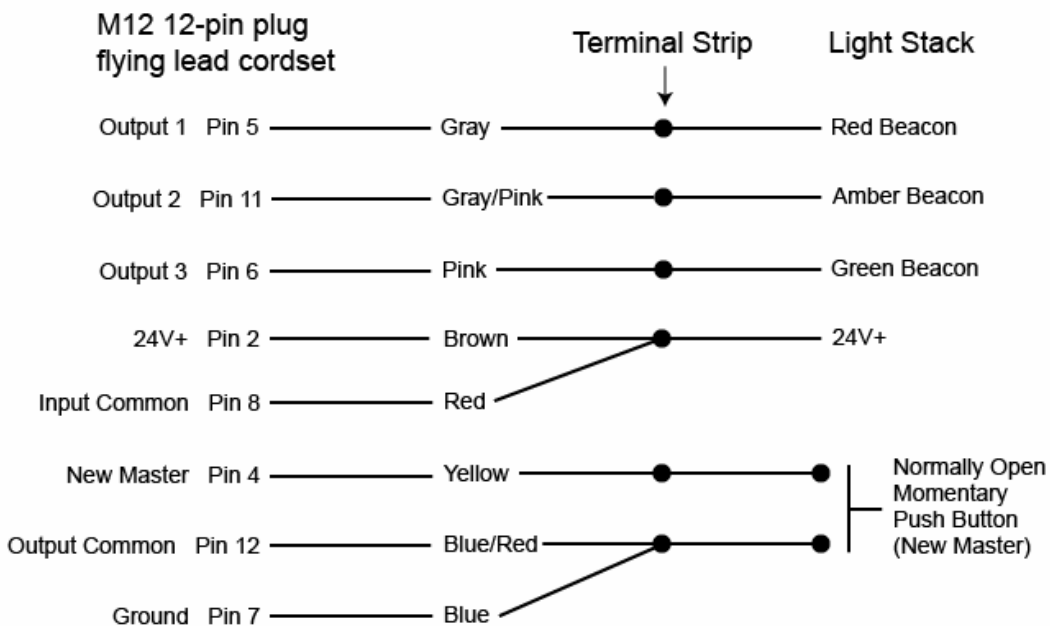 M12 12-pin plug
flying lead cordset
Terminal Strip
Light Stack
Output 1 Pin 5 Gray Red Beacon
Output 2 Pin 11 Gray/Pink Amber Beacon
Output 3 Pin 6 Pink Green Beacon
24V+ Pin 2 Brown 24V+
Input Common Pin 8 Red
New Master Pin 4 Yellow
Output Common Pin 12 Blue/Red
Ground Pin 7 Blue
Normally Open
Momentary
Push Button
(New Master)